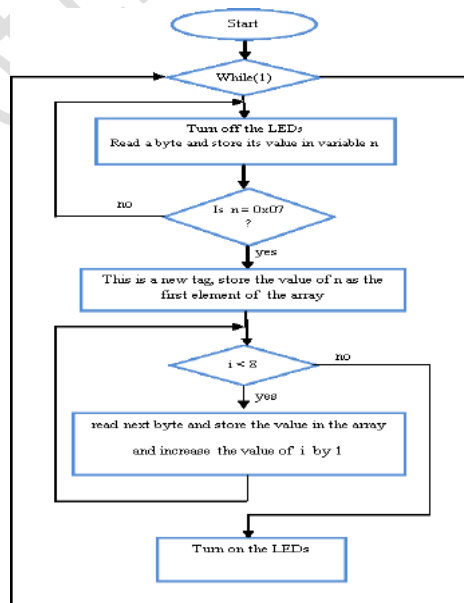 Start
While(1)
Turn off the LEDs
Read a byte and store its value in variable n
no
Is n = 0x07
?
yes
This is a new tag, store the value of n as the
first element of the array
i < 8
no
yes
read next byte and store the value in the array
and increase the value of i by 1
Turn on the LEDs